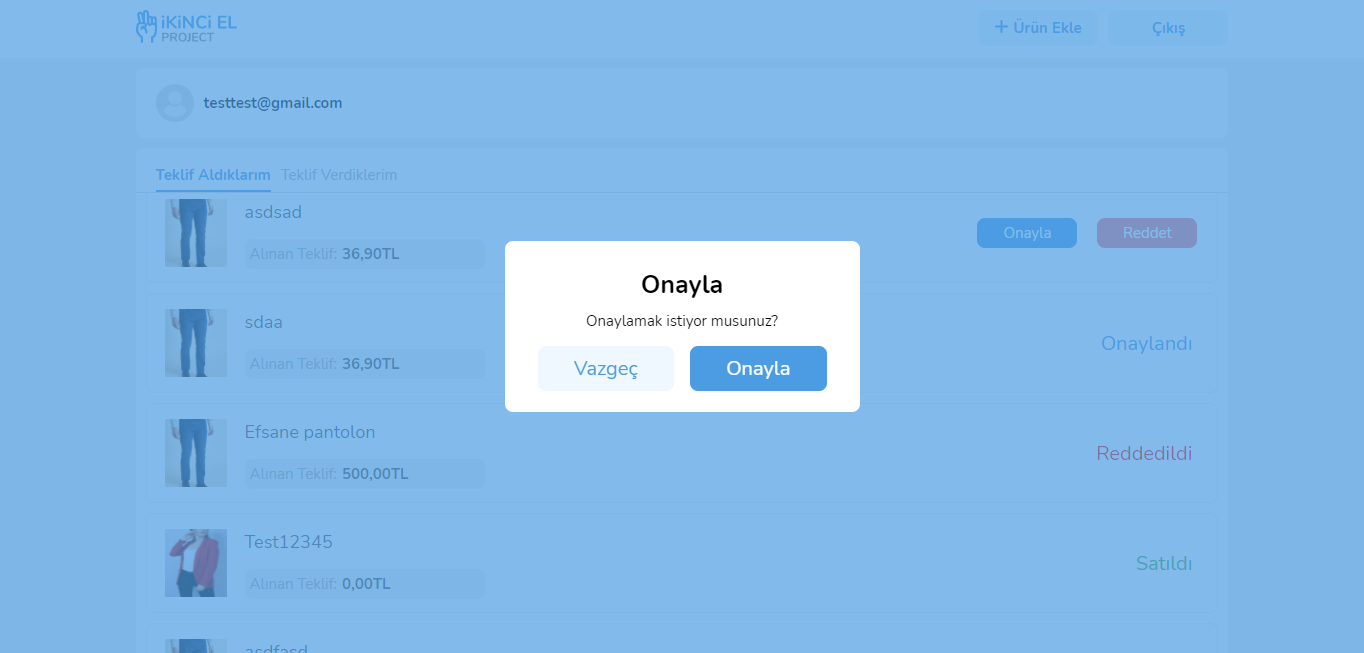 iKiNCi EL
PROJECT
+ Ürün Ekle
Çıkış
testtest@gmail.com
Teklif Aldıklarım
Teklif Verdiklerim
asdsad
Alınan Teklif: 36,90TL
Onayla
Reddet
Onayla
Onaylamak istiyor musunuz?
Vazgeç
Onayla
sdaa
Alınan Teklif: 36,90TL
Onaylandı
Efsane pantolon
Alınan Teklif: 500,00TL
Reddedildi
Test12345
Alınan Teklif: 0,00TL
Satıldı
asdfasd